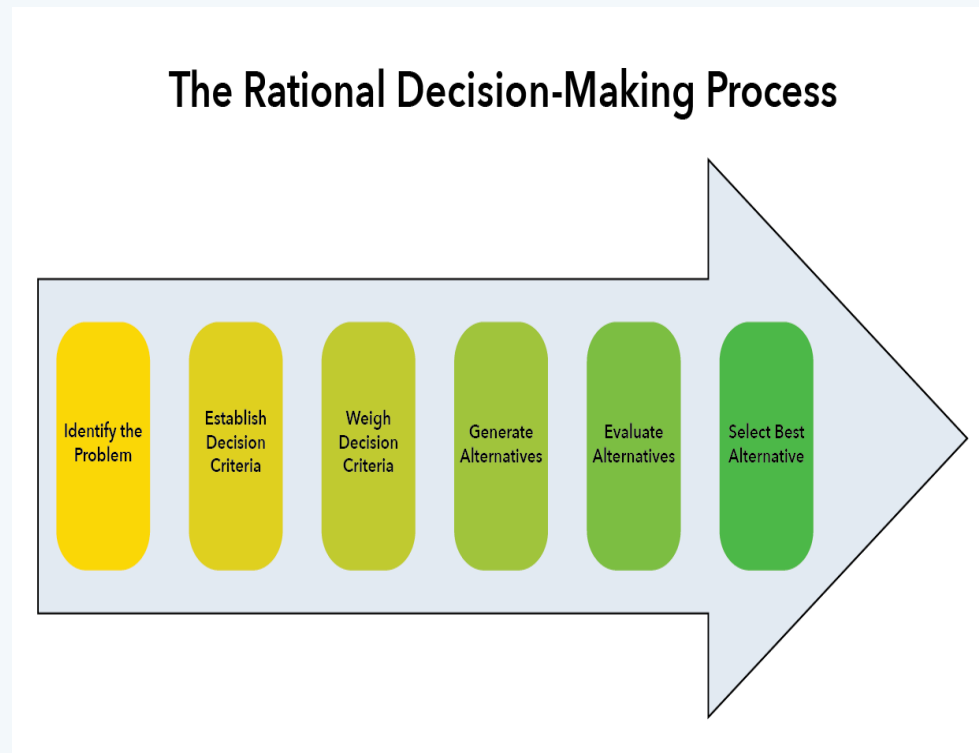 The Rational Decision-Making Process
Identify the
Problem
Establish
Decision
Criteria
Weigh
Decision
Criteria
Generate
Alternatives
Evaluate
Alternatives
Select Best
Alternative